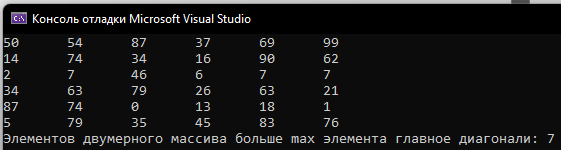 Консоль отладки Microsoft Visual Studio
50 54 87 37 69 99
14 74 34 16 90 62
2 7 46 6 7 7
34 63 79 26 63 21
87 74 0 13 18 1
5 79 35 45 83 76
Элементов двумерного массива больше max элемента главное диагонали: 7